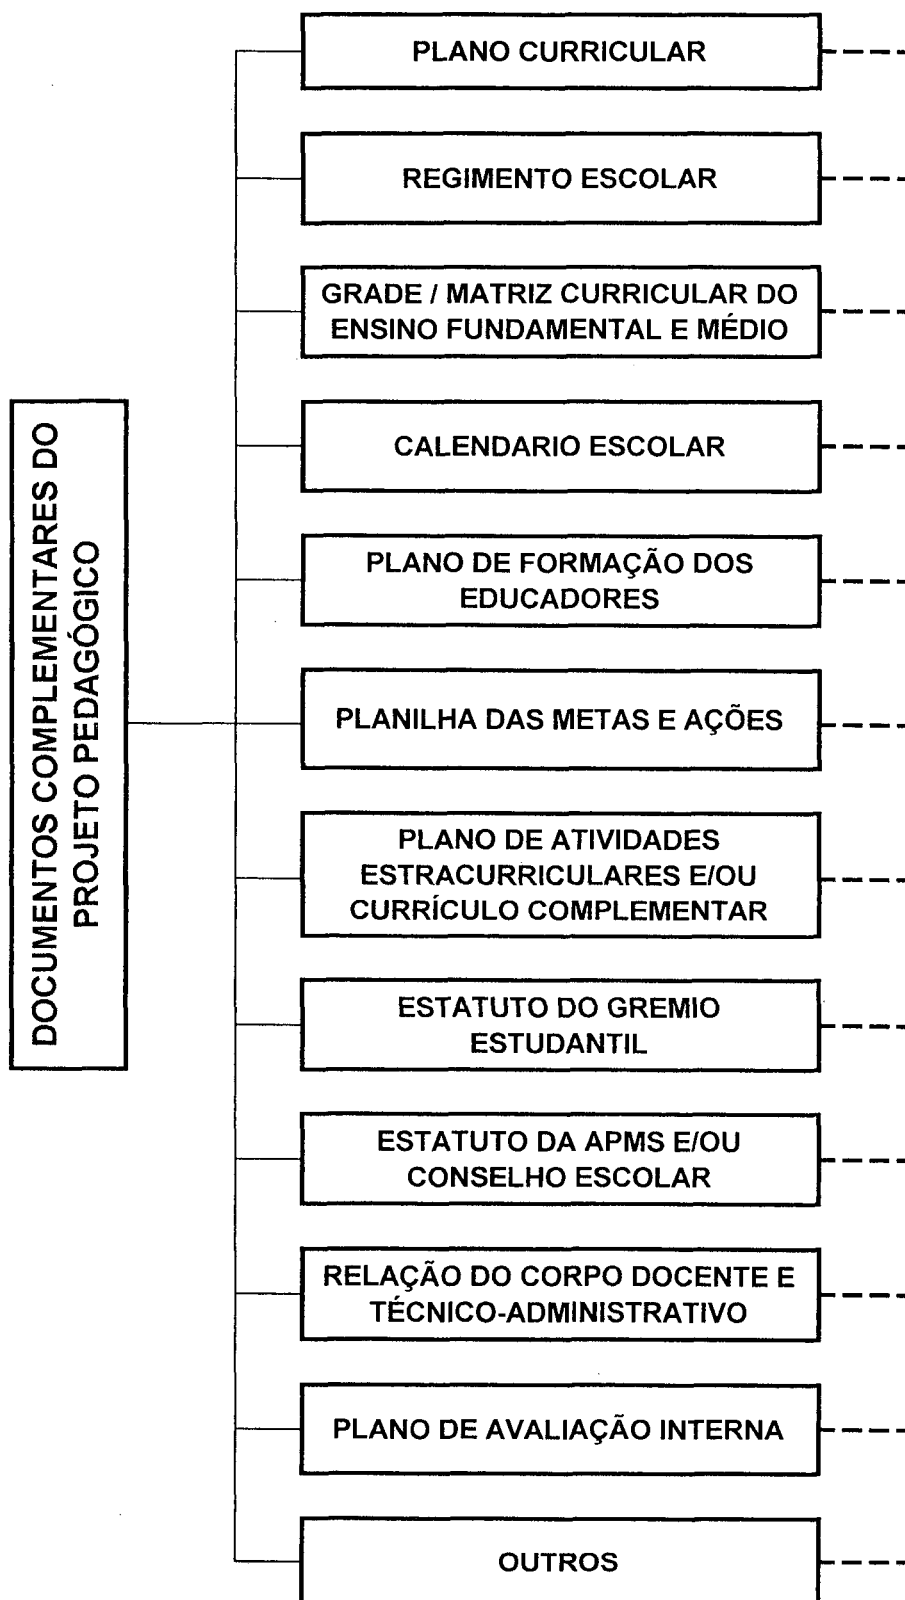 PLANO CURRICULAR
REGIMENTO ESCOLAR
GRADE / MATRIZ CURRICULAR DO
ENSINO FUNDAMENTAL E MÉDIO
CALENDARIO ESCOLAR
PLANO DE FORMAÇÃO DOS
EDUCADORES
DOCUMENTOS COMPLEMENTARES DO
PROJETO PEDAGÓGICO
PLANILHA DAS METAS E AÇÕES
PLANO DE ATIVIDADES
ESTRACURRICULARES E/OU
CURRÍCULO COMPLEMENTAR
ESTATUTO DO GREMIO
ESTUDANTIL
ESTATUTO DA APMS E/OU
CONSELHO ESCOLAR
RELAÇÃO DO CORPO DOCENTE E
TÉCNICO-ADMINISTRATIVO
PLANO DE AVALIAÇÃO INTERNA
OUTROS